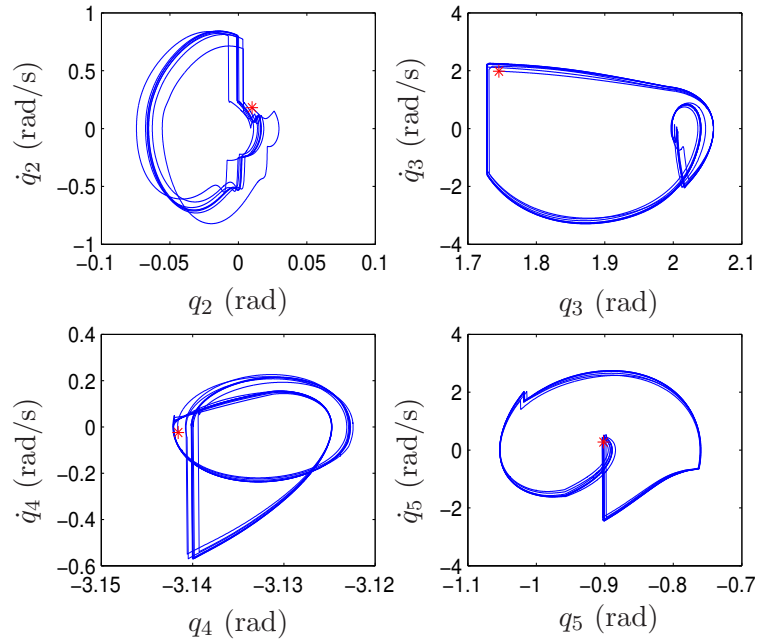 1
0.5
0
−0.5
−1
−0.1 −0.05 0 0.05 0.1
q̇2 (rad/s)
q2 (rad)
4
2
0
−2
−4
1.7 1.8 1.9 2 2.1
q̇3 (rad/s)
q3 (rad)
0.4
0.2
0
−0.2
−0.4
−0.6
−3.15 −3.14 −3.13 −3.12
q̇4 (rad/s)
q4 (rad)
4
2
0
−2
−4
−1.1 −1 −0.9 −0.8 −0.7
q̇5 (rad/s)
q5 (rad)